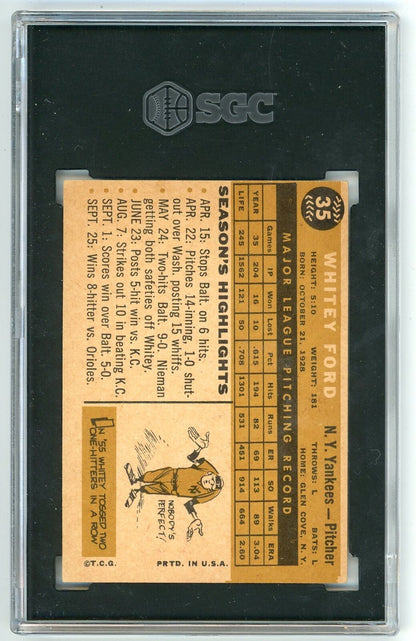 SGC
35
WHITEY FORD
N. Y. Yankees — Pitcher
HEIGHT: 5:10 WEIGHT: 181 THROWS: L BATS: L
BORN: OCTOBER 21, 1928 HOME: GLEN COVE, N. Y.
MAJOR LEAGUE PITCHING RECORD
Games IP Won Lost Pct Hits Runs ER SO Walks ERA
YEAR 35 204 16 10 .615 194 82 69 113 89 3.04
LIFE 245 1562 121 50 .708 1301 531 451 914 664 2.60
SEASON'S HIGHLIGHTS
• APR. 15: Stops Balt. on 6 hits.
• APR. 22: Pitches 14-inning, 1-0 shut-
out over Wash. posting 15 whiffs.
• MAY 24: Two-hits Balt. 9-0. Nieman
getting both safeties off Whitey.
• JUNE 23: Posts 5-hit win vs. K.C.
• AUG. 7: Strikes out 10 in beating K.C.
• SEPT. 1: Scores win over Balt. 5-0.
• SEPT. 25: Wins 8-hitter vs. Orioles.
NOBODY'S
PERFECT!
IN '55 WHITEY TOSSED TWO
ONE-HITTERS IN A ROW
©T.C.G. PRTD. IN U.S.A.